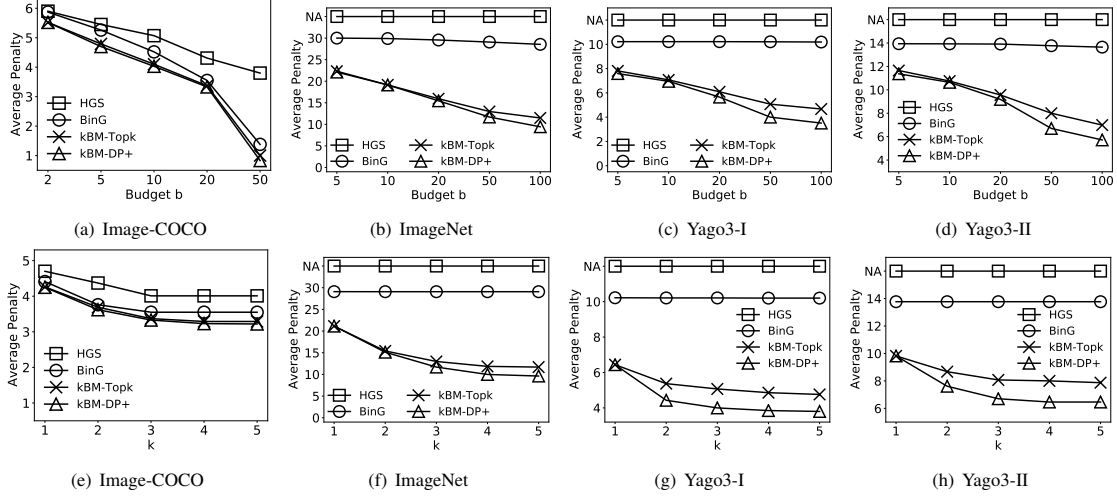 Average Penalty
6
5
4
3
2
1
HGS
BinG
kBM-Topk
kBM-DP+
2 5 10 20 50
Budget b
(a) Image-COCO
Average Penalty
NA
30
25
20
15
10
5
0
HGS kBM-Topk
BinG kBM-DP+
5 10 20 50 100
Budget b
(b) ImageNet
Average Penalty
NA
10
8
6
4
2
0
HGS kBM-Topk
BinG kBM-DP+
5 10 20 50 100
Budget b
(c) Yago3-I
Average Penalty
NA
14
12
10
8
6
4
HGS
BinG
kBM-Topk
kBM-DP+
5 10 20 50 100
Budget b
(d) Yago3-II
Average Penalty
5
4
3
2
1
HGS
BinG
kBM-Topk
kBM-DP+
1 2 3 4 5
k
(e) Image-COCO
Average Penalty
NA
30
25
20
15
10
5
0
HGS kBM-Topk
BinG kBM-DP+
1 2 3 4 5
k
(f) ImageNet
Average Penalty
NA
10
8
6
4
HGS
BinG
kBM-Topk
kBM-DP+
1 2 3 4 5
k
(g) Yago3-I
Average Penalty
NA
14
12
10
8
6
HGS
BinG
kBM-Topk
kBM-DP+
1 2 3 4 5
k
(h) Yago3-II